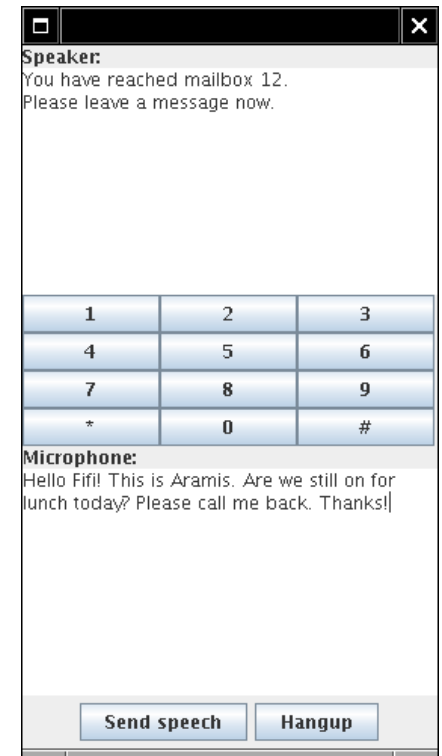 Speaker:
You have reached mailbox 12.
Please leave a message now.
1 2 3
4 5 6
7 8 9
* 0 #
Microphone:
Hello Fifi! This is Aramis. Are we still on for
lunch today? Please call me back. Thanks!
Send speech Hangup